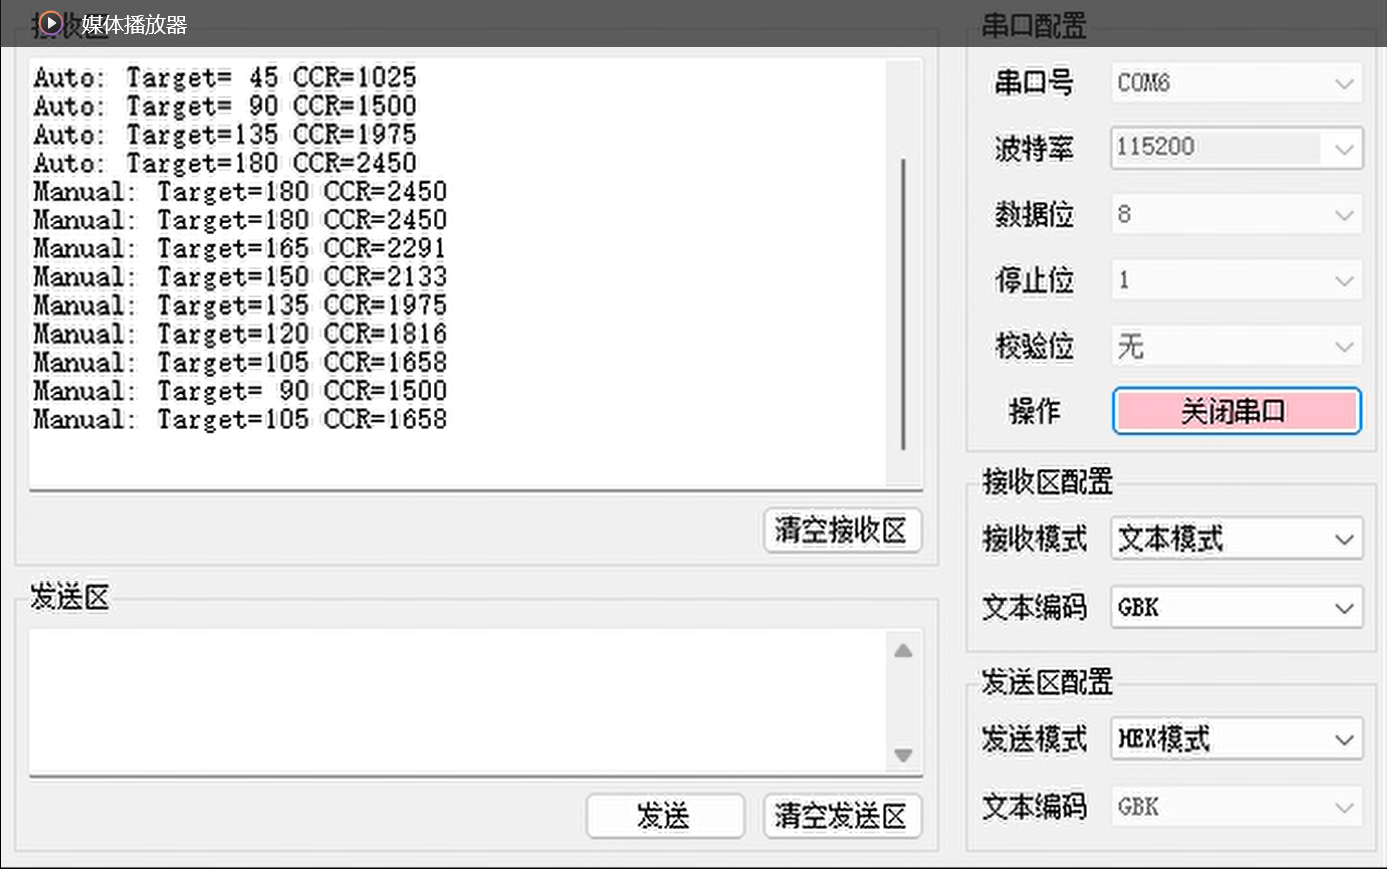 媒体播放器
接收区
Auto: Target= 45 CCR=1025
Auto: Target= 90 CCR=1500
Auto: Target=135 CCR=1975
Auto: Target=180 CCR=2450
Manual: Target=180 CCR=2450
Manual: Target=180 CCR=2450
Manual: Target=165 CCR=2291
Manual: Target=150 CCR=2133
Manual: Target=135 CCR=1975
Manual: Target=120 CCR=1816
Manual: Target=105 CCR=1658
Manual: Target= 90 CCR=1500
Manual: Target=105 CCR=1658
清空接收区
发送区
发送
清空发送区
串口配置
串口号 COM6
波特率 115200
数据位 8
停止位 1
校验位 无
操作 关闭串口
接收区配置
接收模式 文本模式
文本编码 GBK
发送区配置
发送模式 HEX模式
文本编码 GBK